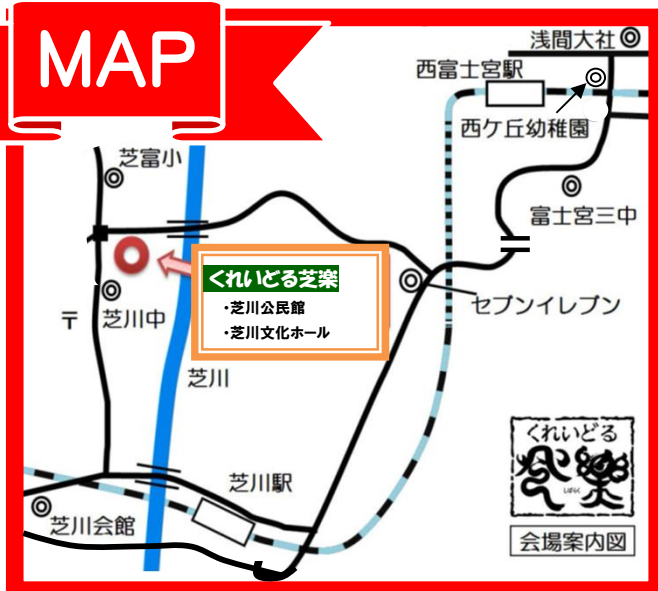 MAP
浅間大社
西富士宮駅
西ケ丘幼稚園
芝富小
富士宮三中
くれいどる芝楽
・芝川公民館
・芝川文化ホール
セブンイレブン
〒
芝川中
芝川
くれいどる
芝楽
しばらく
芝川駅
芝川会館
会場案内図